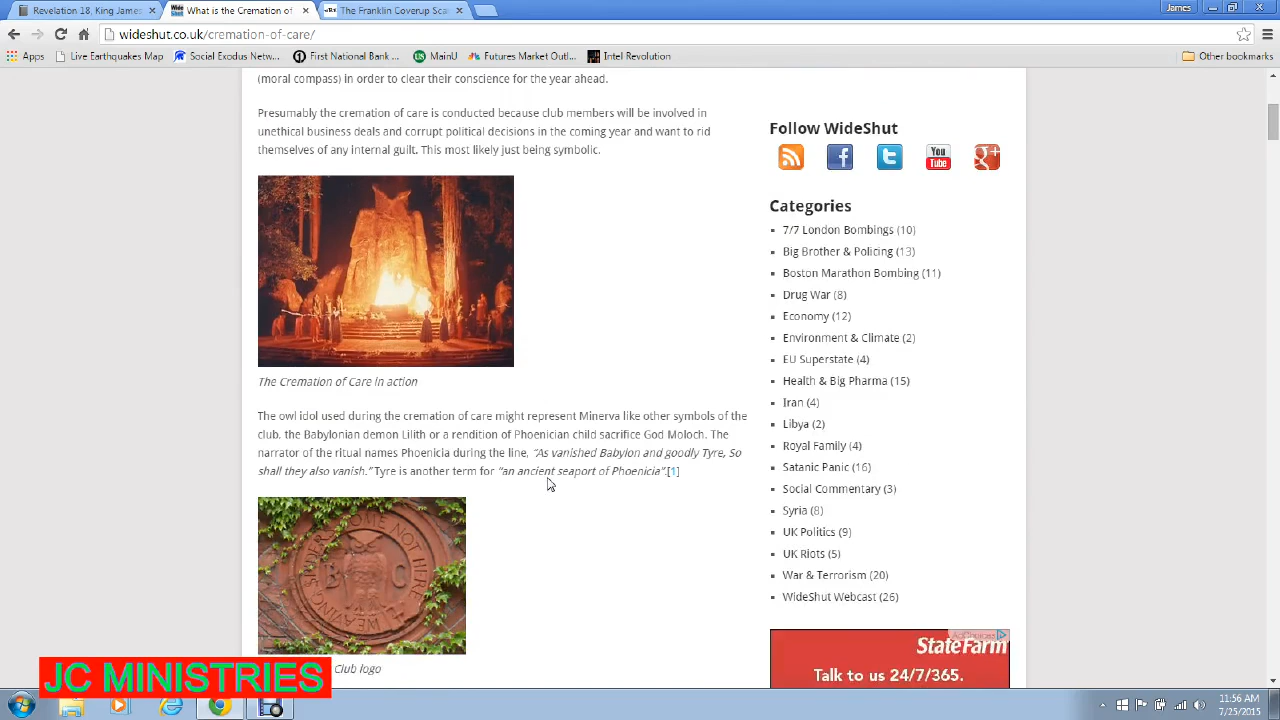 Revelation 18, King James
What is the Cremation of
The Franklin Coverup Sca
James
wideshut.co.uk/cremation-of-care/
Apps
Live Earthquakes Map
Social Exodus Netw...
First National Bank ...
MainU
Futures Market Out...
Intel Revolution
Other bookmarks
(moral compass) in order to clear their conscience for the year ahead.
Presumably the cremation of care is conducted because club members will be involved in
unethical business deals and corrupt political decisions in the coming year and want to rid
themselves of any internal guilt. This most likely just being symbolic.
The Cremation of Care in action
The owl idol used during the cremation of care might represent Minerva like other symbols of the
club, the Babylonian demon Lilith or a rendition of Phoenician child sacrifice God Moloch. The
narrator of the ritual names Phoenicia during the line, “As vanished Babylon and goodly Tyre, So
shall they also vanish.” Tyre is another term for “an ancient seaport of Phoenicia”.[1]
WEAVING SPIDERS COME NOT HERE
B C
Club logo
Follow WideShut
You
Tube
Categories
7/7 London Bombings (10)
Big Brother & Policing (13)
Boston Marathon Bombing (11)
Drug War (8)
Economy (12)
Environment & Climate (2)
EU Superstate (4)
Health & Big Pharma (15)
Iran (4)
Libya (2)
Royal Family (4)
Satanic Panic (16)
Social Commentary (3)
Syria (8)
UK Politics (9)
UK Riots (5)
War & Terrorism (20)
WideShut Webcast (26)
AdChoices
StateFarm
Talk to us 24/7/365.
JC MINISTRIES
11:56 AM
7/25/2015